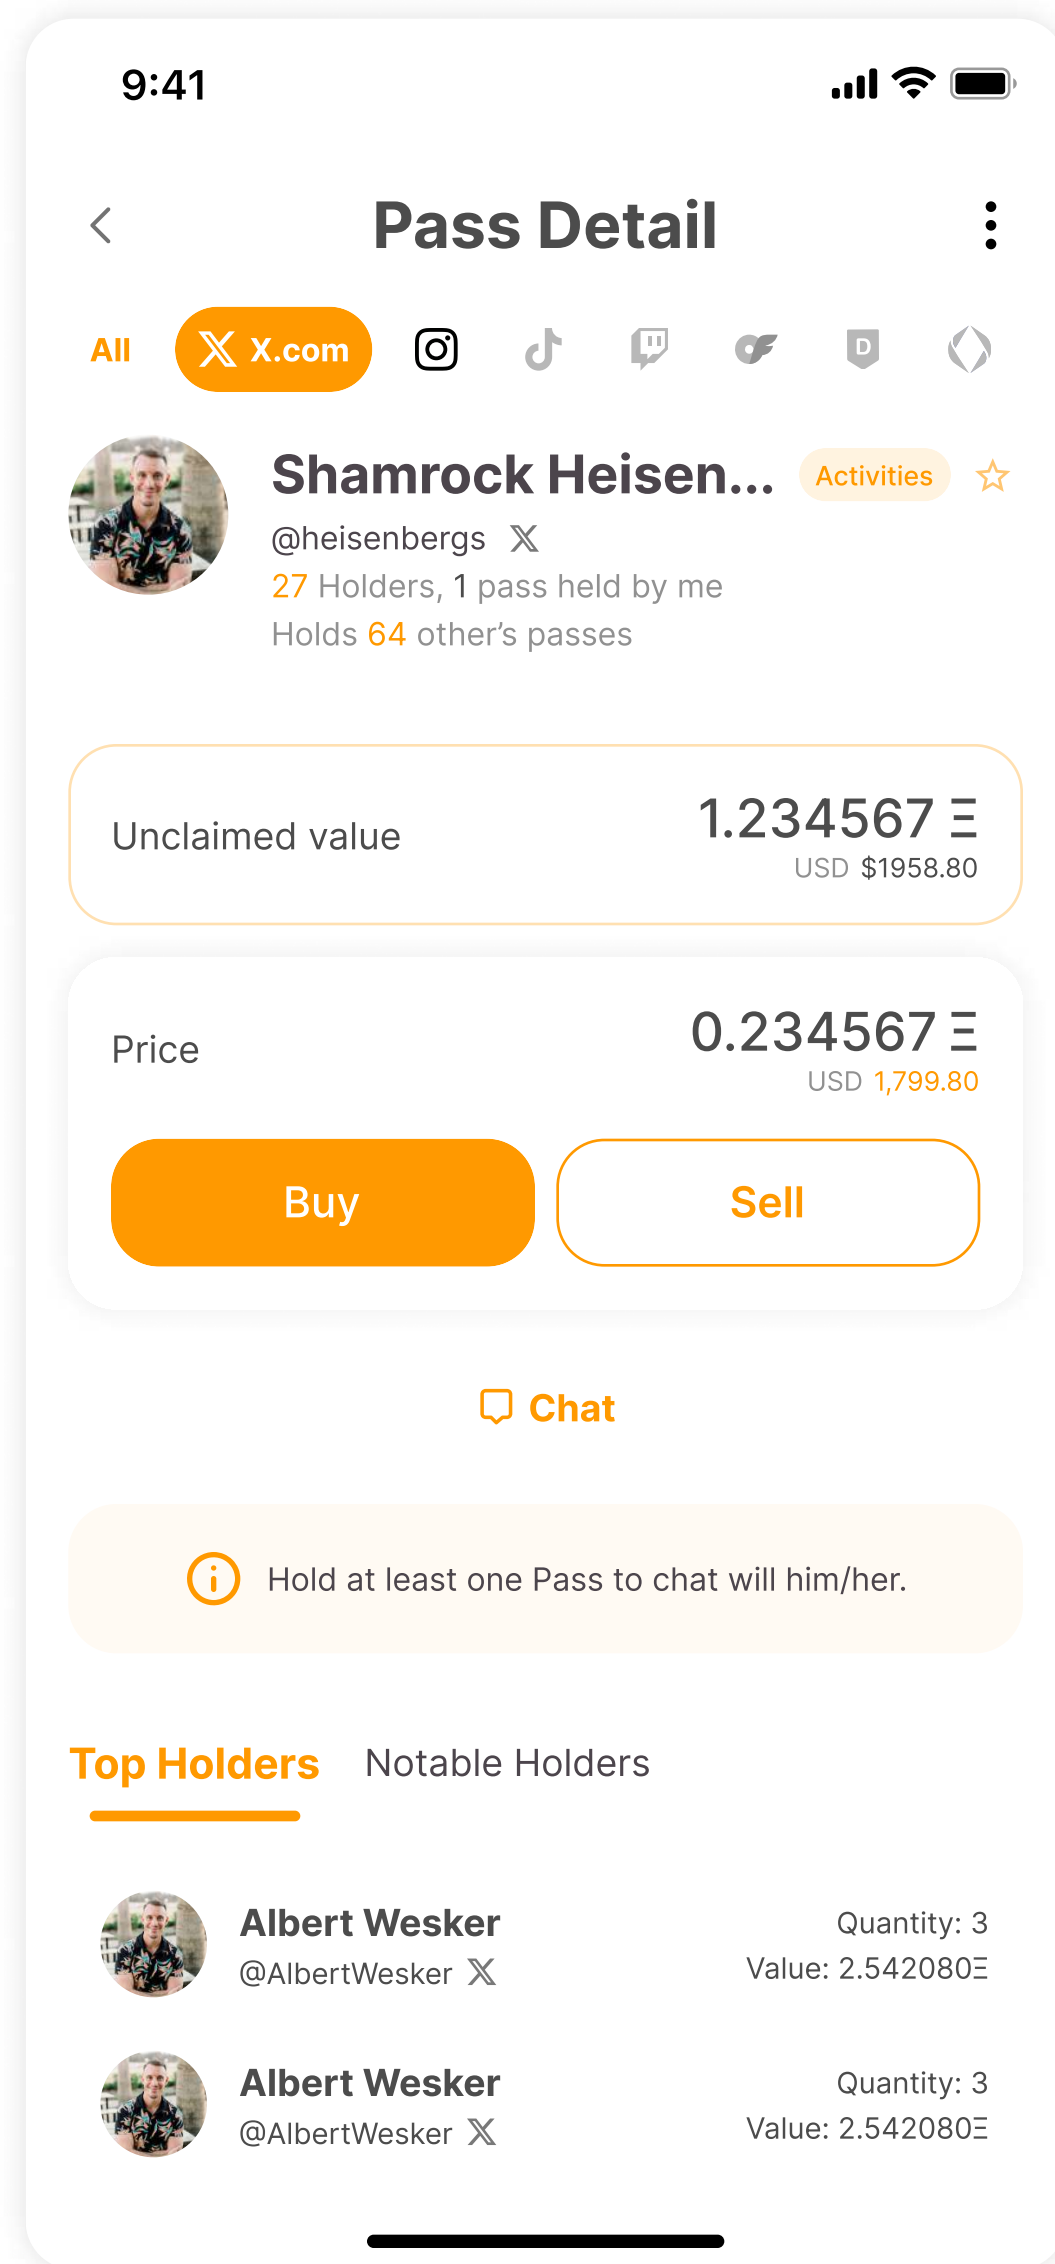 9:41
Pass Detail
All
X.com
D
Shamrock Heisen...
Activities
@heisenbergs
27 Holders, 1 pass held by me
Holds 64 other’s passes
Unclaimed value
1.234567 Ξ
USD $1958.80
Price
0.234567 Ξ
USD 1,799.80
Buy
Sell
Chat
Hold at least one Pass to chat will him/her.
Top Holders
Notable Holders
Albert Wesker
Quantity: 3
@AlbertWesker
Value: 2.542080Ξ
Albert Wesker
Quantity: 3
@AlbertWesker
Value: 2.542080Ξ